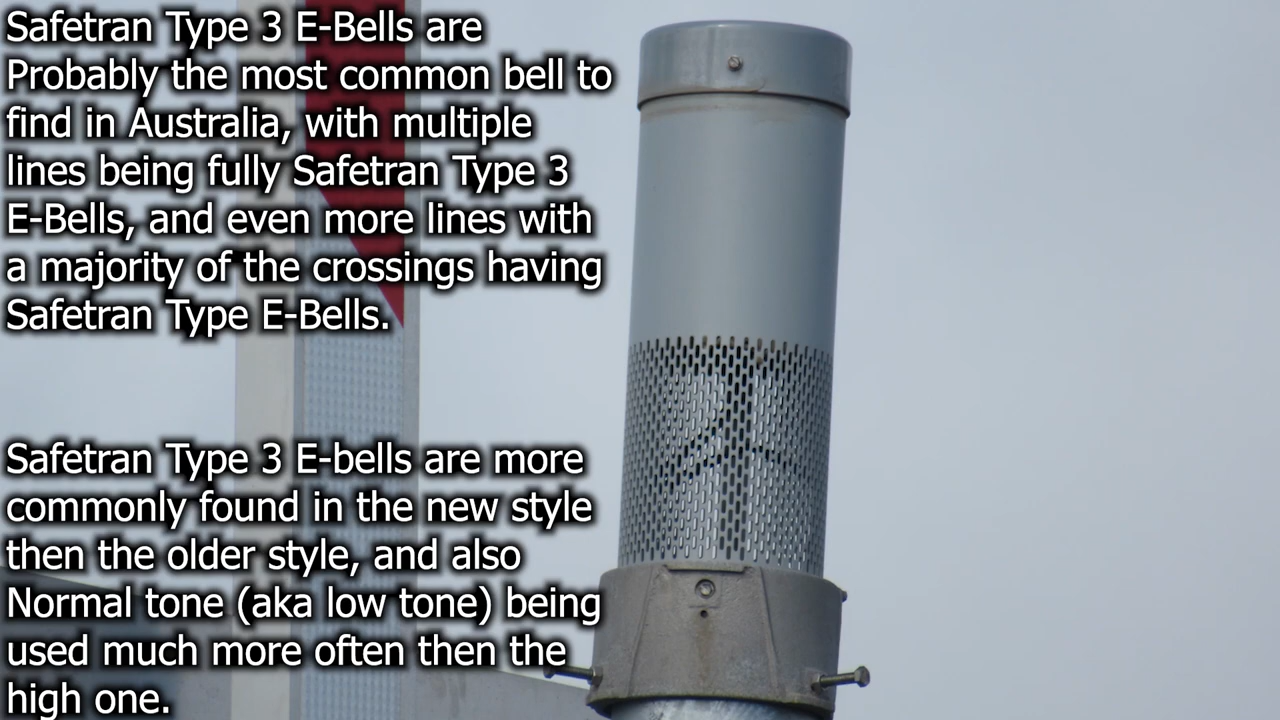 Safetran Type 3 E-Bells are
Probably the most common bell to
find in Australia, with multiple
lines being fully Safetran Type 3
E-Bells, and even more lines with
a majority of the crossings having
Safetran Type E-Bells.
Safetran Type 3 E-bells are more
commonly found in the new style
then the older style, and also
Normal tone (aka low tone) being
used much more often then the
high one.